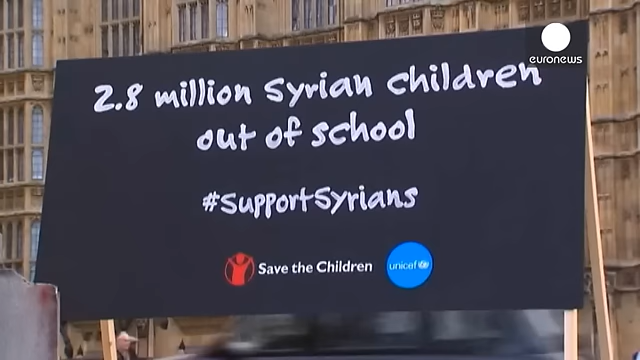 euronews
2.8 million Syrian children
out of school
#SupportSyrians
Save the Children
unicef